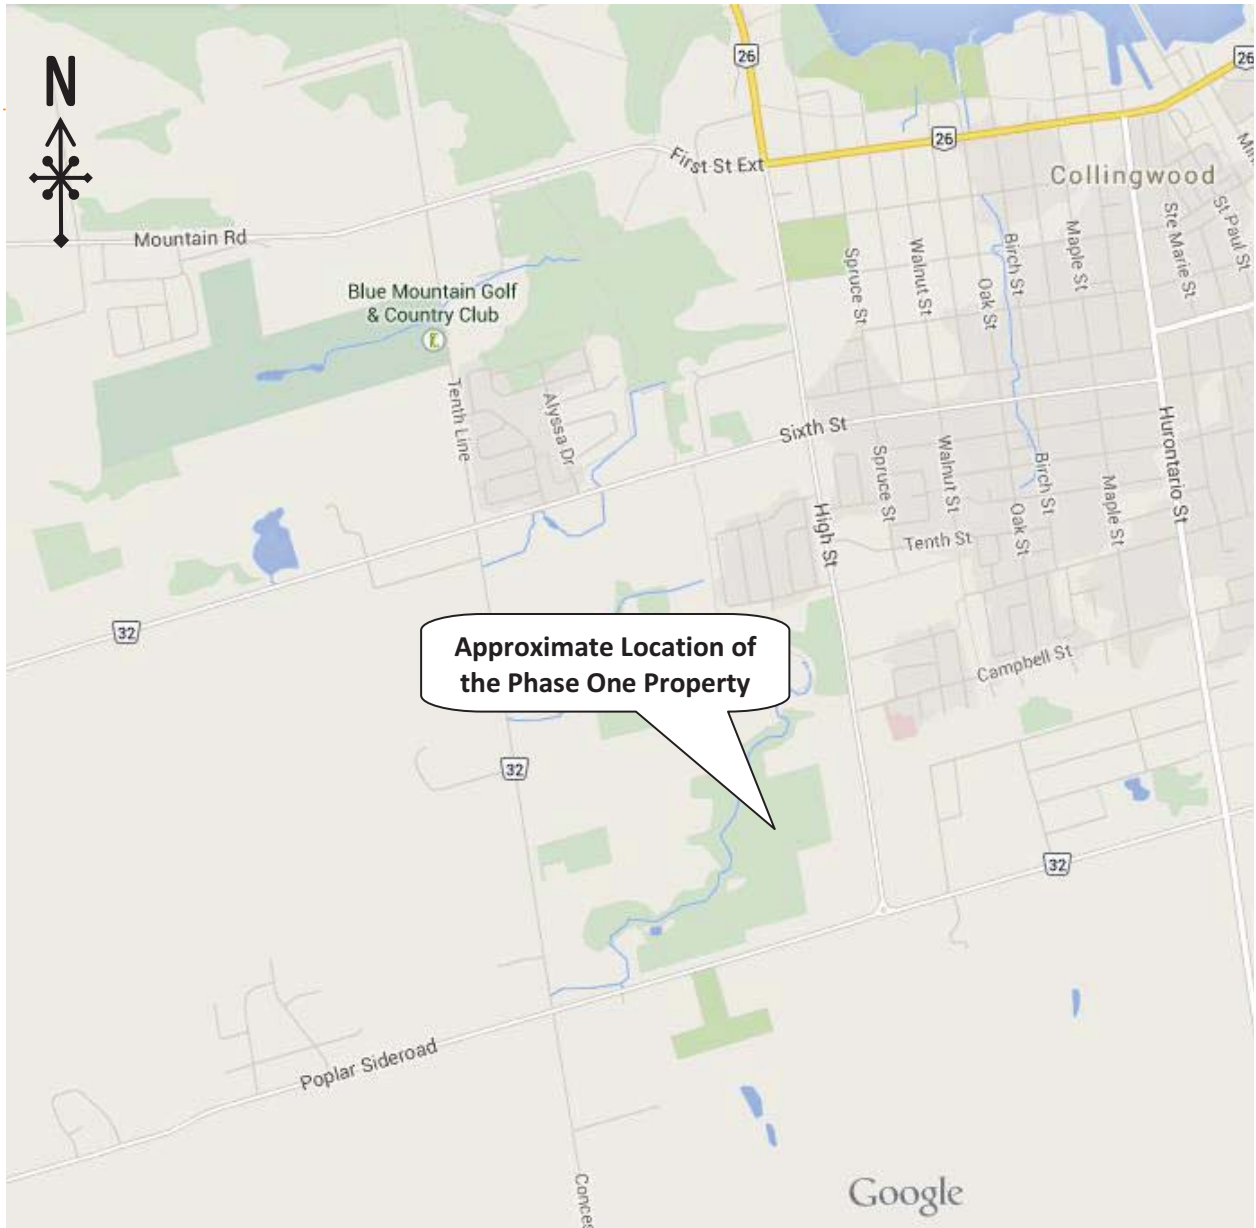 N
26
26
26
First St Ext
Collingwood
Mountain Rd
Ste Marie St
St Paul St
Spruce St
Walnut St
Oak St
Birch St
Maple St
Blue Mountain Golf
& Country Club
Tenth Line
Alyssa Dr
Sixth St
Hurontario St
Spruce St
Walnut St
Birch St
Oak St
Maple St
High St
Tenth St
32
Approximate Location of
the Phase One Property
Campbell St
32
32
Poplar Sideroad
Google